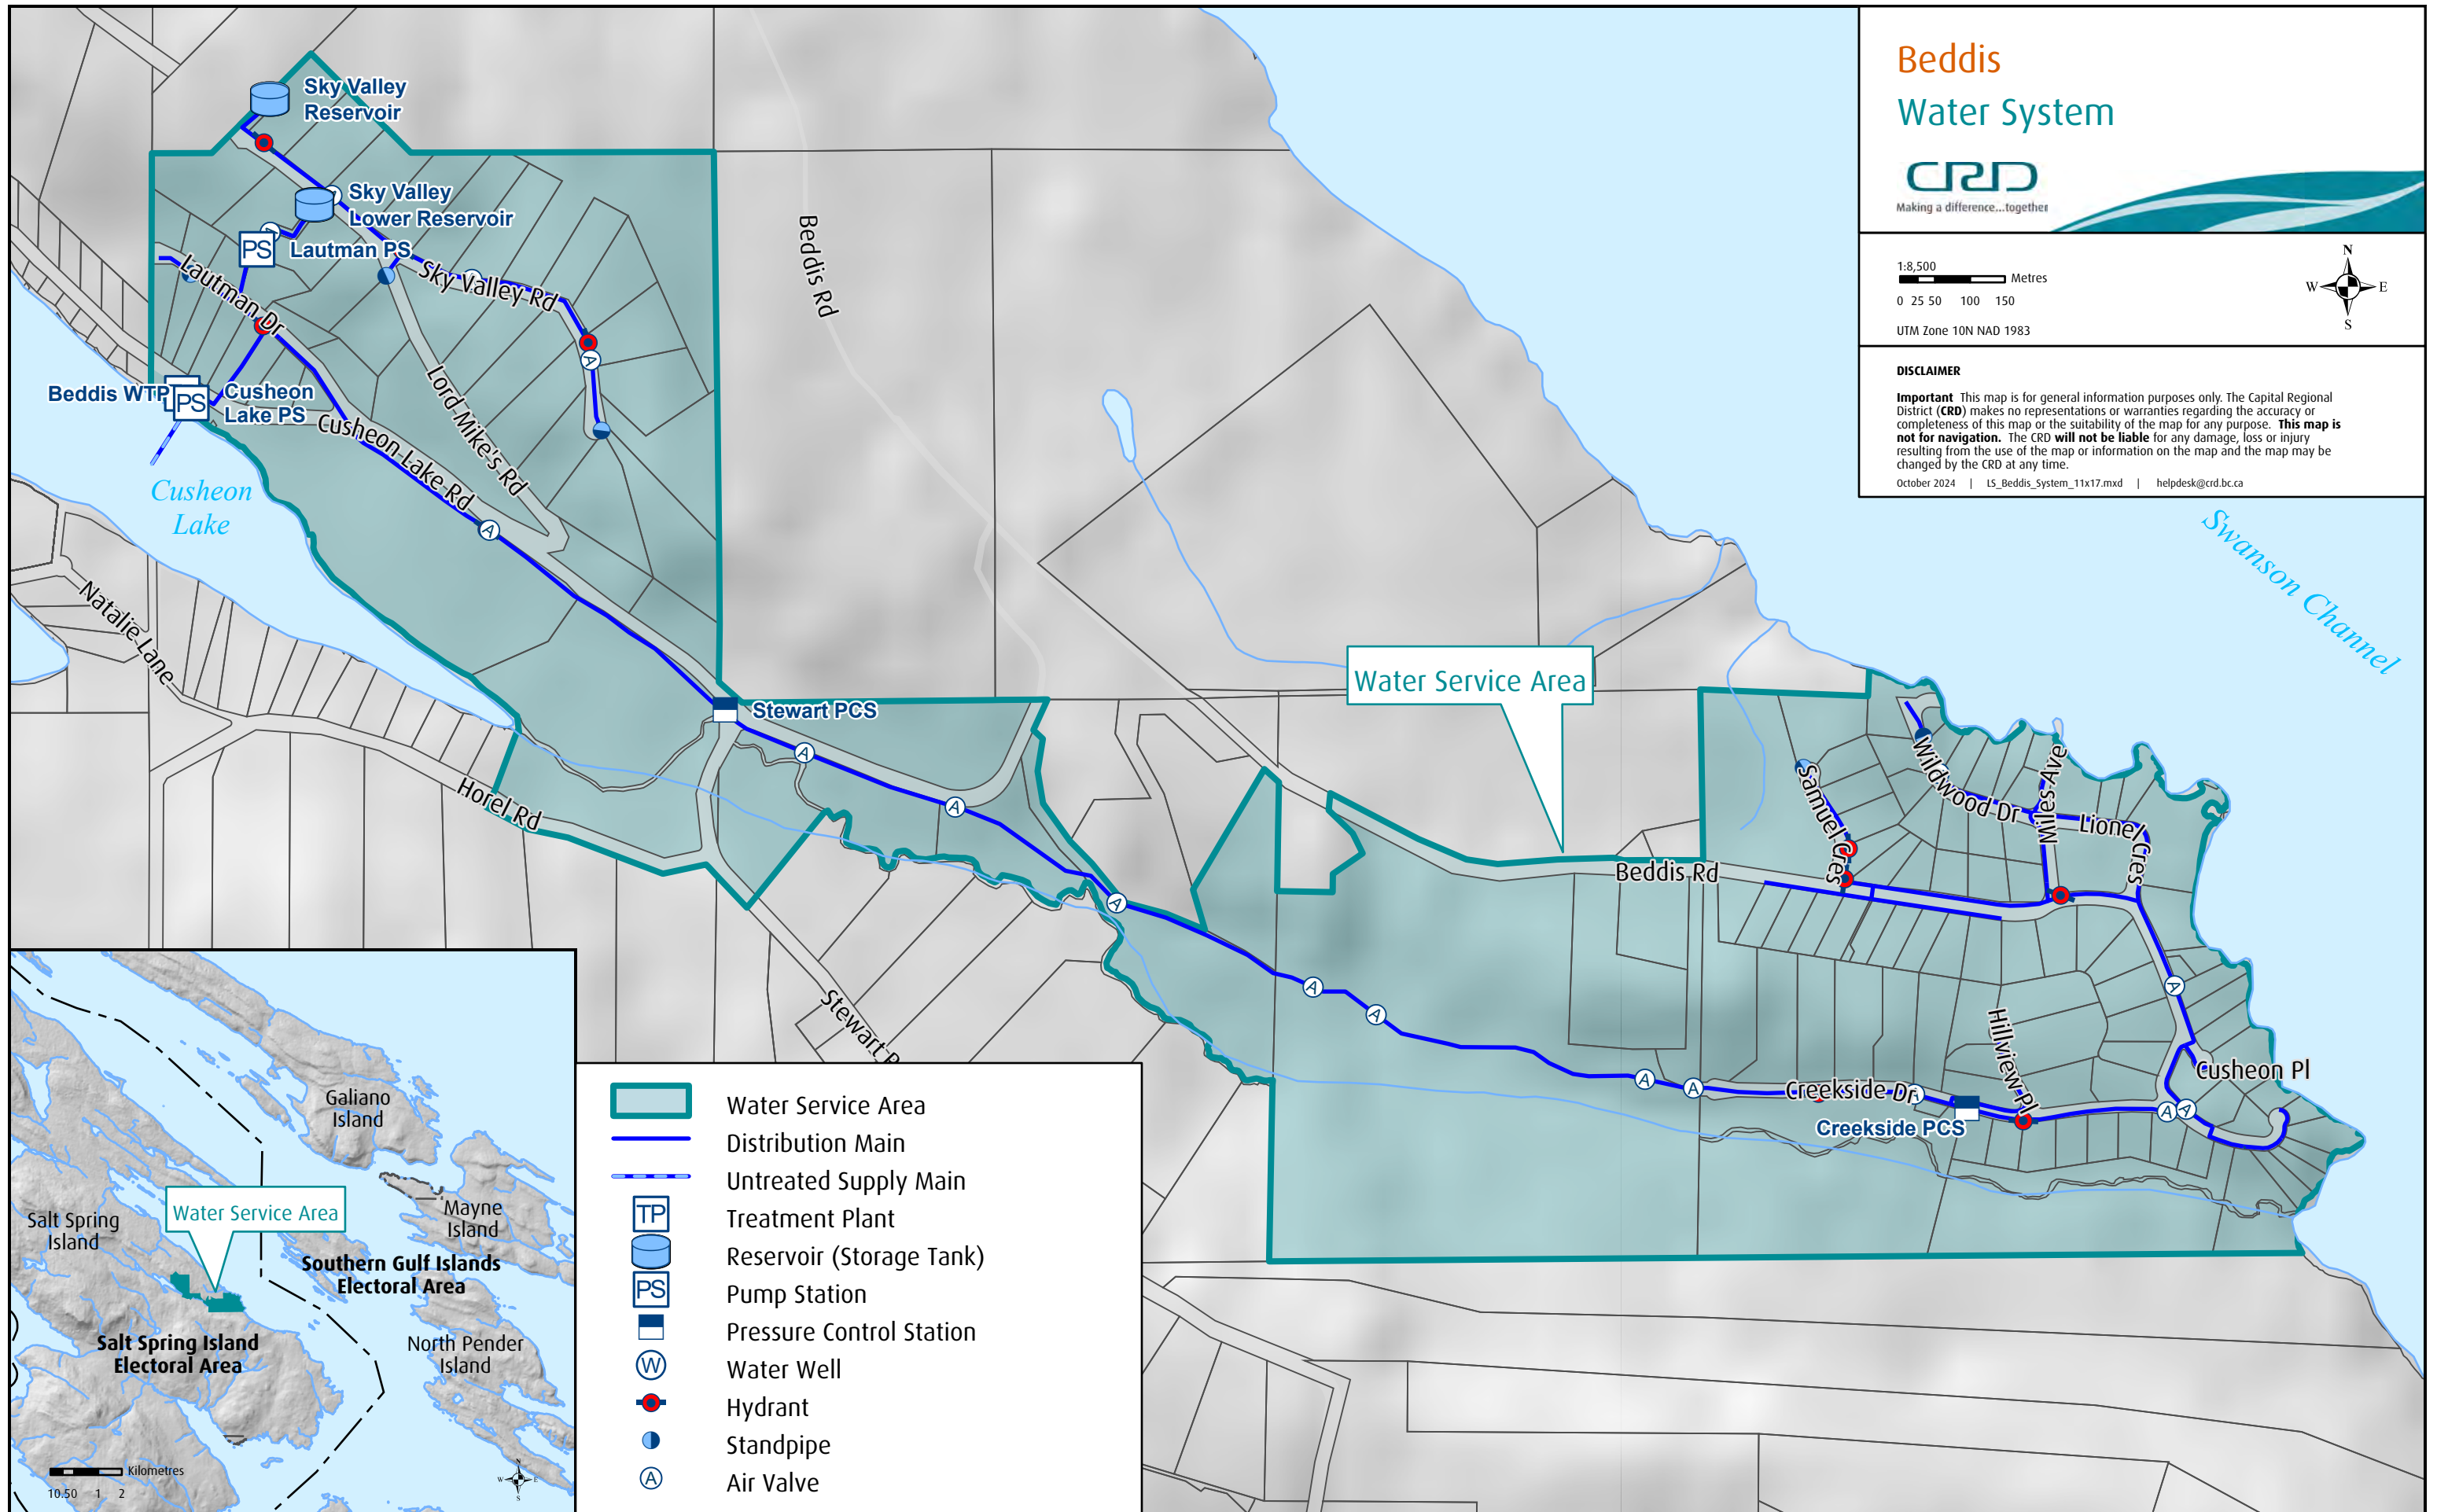 Beddis
Water System
CRD
Making a difference...together
1:8,500
Metres
0 25 50 100 150
UTM Zone 10N NAD 1983
N
W
E
S
DISCLAIMER
Important This map is for general information purposes only. The Capital Regional
District (CRD) makes no representations or warranties regarding the accuracy or
completeness of this map or the suitability of the map for any purpose. This map is
not for navigation. The CRD will not be liable for any damage, loss or injury
resulting from the use of the map or information on the map and the map may be
changed by the CRD at any time.
October 2024 | LS_Beddis_System_11x17.mxd | helpdesk@crd.bc.ca
Sky Valley
Reservoir
Sky Valley
Lower Reservoir
PS
Lautman PS
Lautman Dr
Sky Valley Rd
A
Beddis Rd
Beddis WTP
PS
Cusheon
Lake PS
Cusheon Lake Rd
Lord Mike's Rd
A
Cusheon
Lake
Natalie Lane
Horel Rd
Stewart PCS
A
A
A
A
A
A
A
Stewart R
Water Service Area
Beddis Rd
Swanson Channel
Samuel Cres
Wildwood Dr
Miles Ave
Lionel Cres
A
Hillview Pl
Cusheon Pl
Creekside Dr
A
Creekside PCS
A
A
Galiano
Island
Mayne
Island
Salt Spring
Island
Water Service Area
Southern Gulf Islands
Electoral Area
Salt Spring Island
Electoral Area
North Pender
Island
Kilometres
10.50 1 2
N
W
E
S
Water Service Area
Distribution Main
Untreated Supply Main
TP
Treatment Plant
Reservoir (Storage Tank)
PS
Pump Station
Pressure Control Station
W
Water Well
Hydrant
Standpipe
A
Air Valve